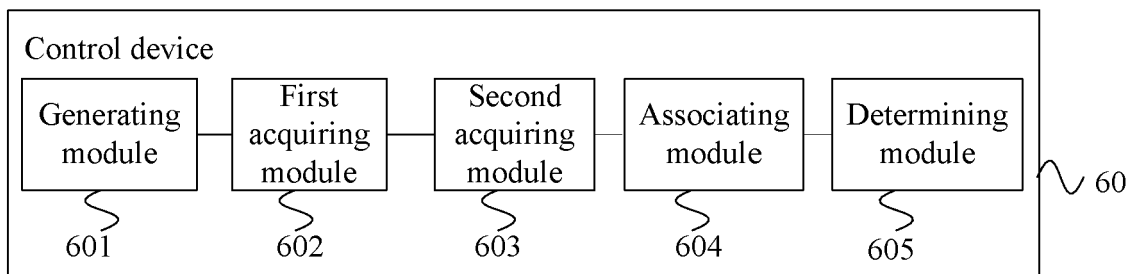 Control device
Generating
module
First
acquiring
module
Second
acquiring
module
Associating
module
Determining
module
60
601
602
603
604
605